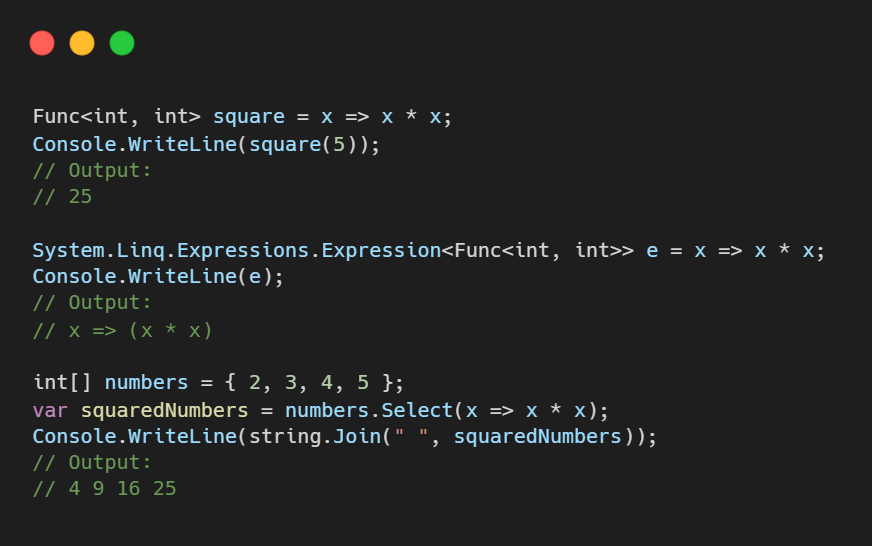 Func<int, int> square = x => x * x;
Console.WriteLine(square(5));
// Output:
// 25

System.Linq.Expressions.Expression<Func<int, int>> e = x => x * x;
Console.WriteLine(e);
// Output:
// x => (x * x)

int[] numbers = { 2, 3, 4, 5 };
var squaredNumbers = numbers.Select(x => x * x);
Console.WriteLine(string.Join(" ", squaredNumbers));
// Output:
// 4 9 16 25